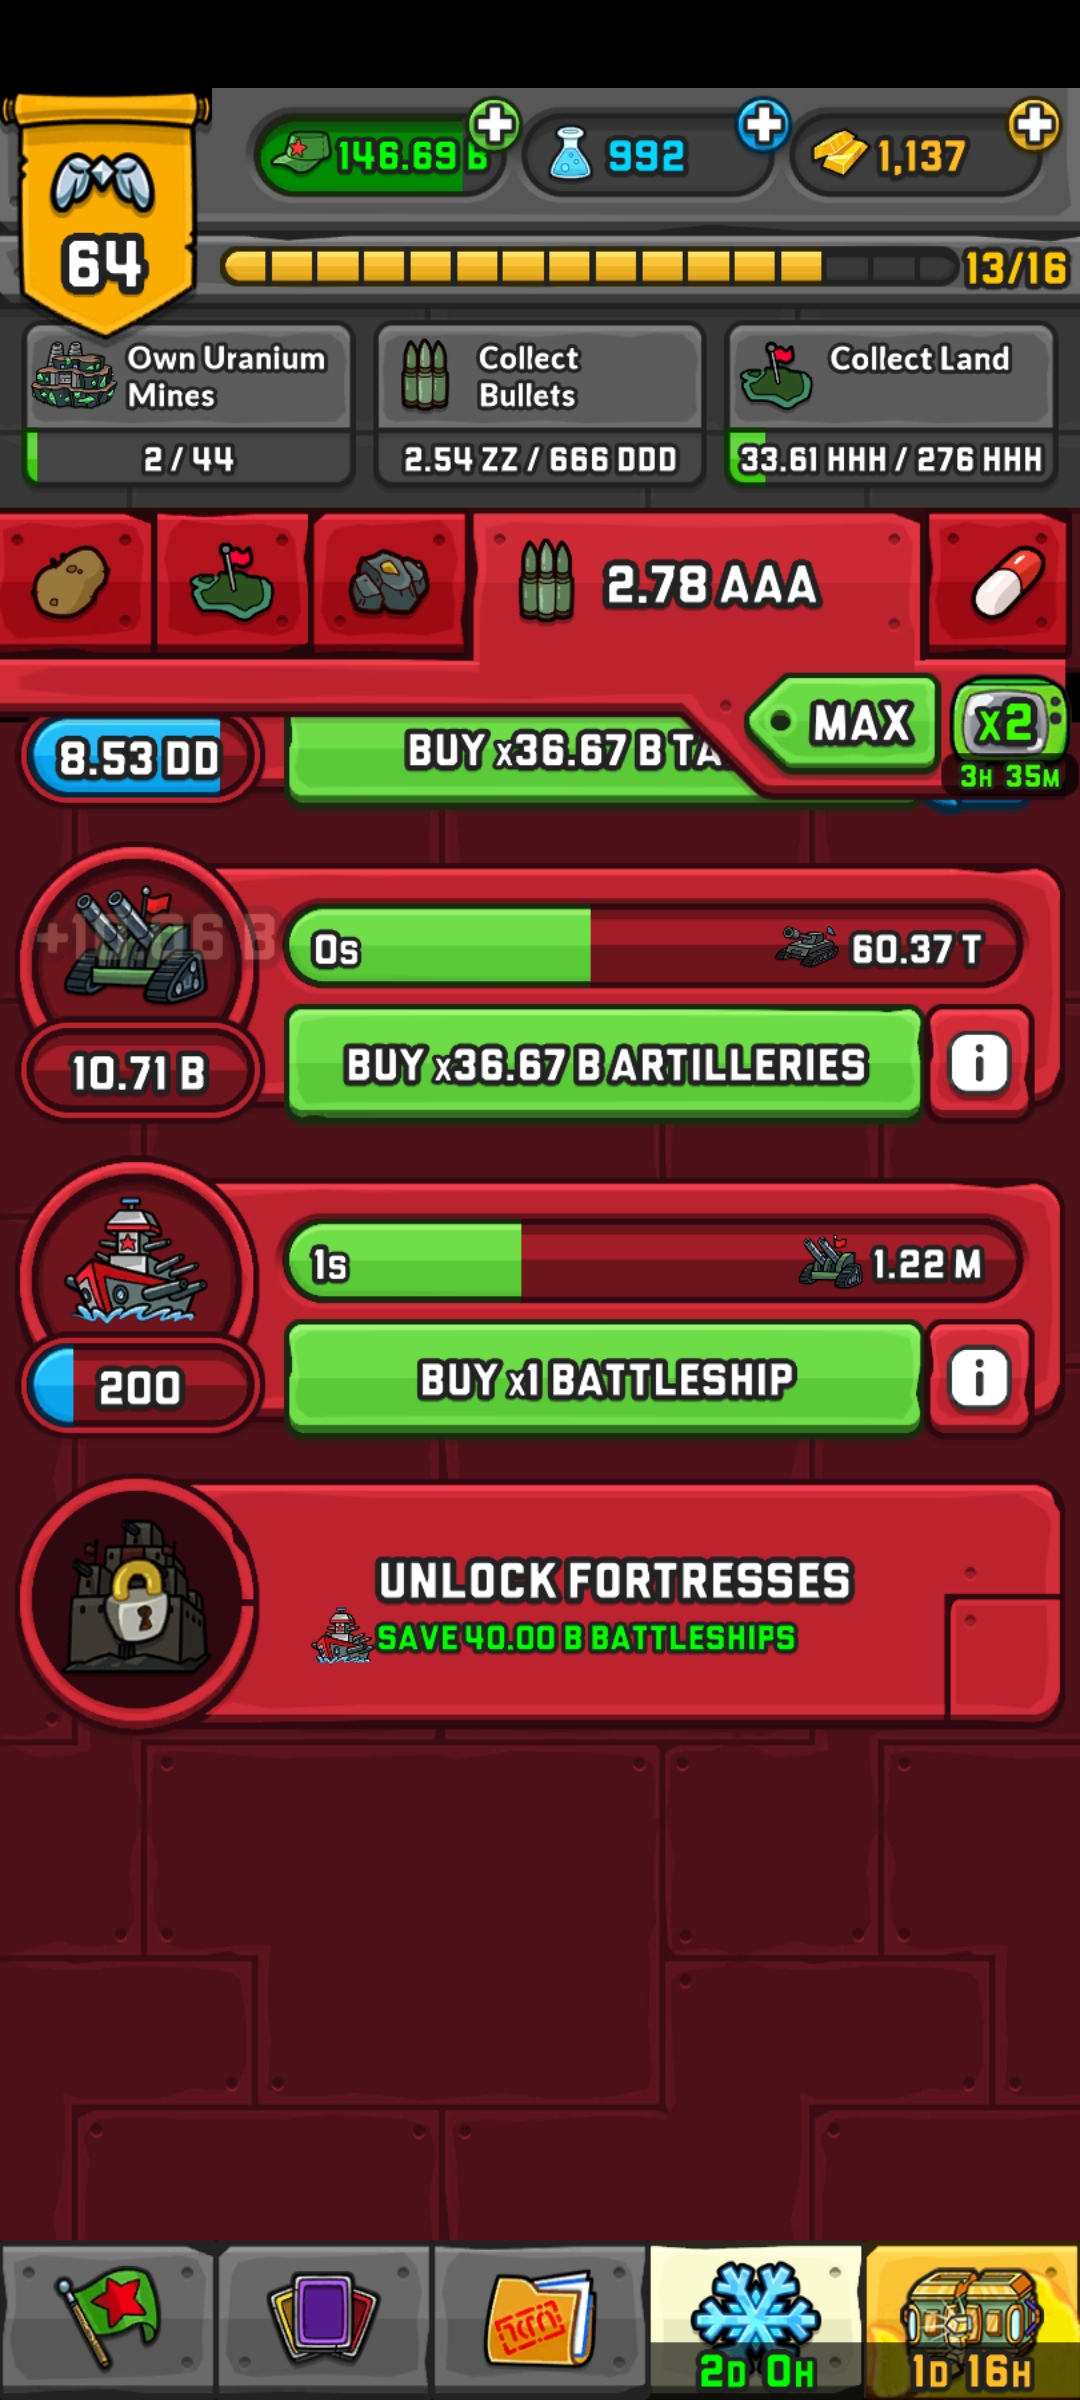 64
146.69 B
992
1,137
13/16
Own Uranium
Mines
2 / 44
Collect
Bullets
2.54 ZZ / 666 DDD
Collect Land
33.61 HHH / 276 HHH
2.78 AAA
MAX
x2
3H 35M
8.53 DD
BUY x36.67 B TA
0s
60.37 T
10.71 B
BUY x36.67 B ARTILLERIES
i
1s
1.22 M
200
BUY x1 BATTLESHIP
i
UNLOCK FORTRESSES
SAVE 40.00 B BATTLESHIPS
2D 0H
1D 16H